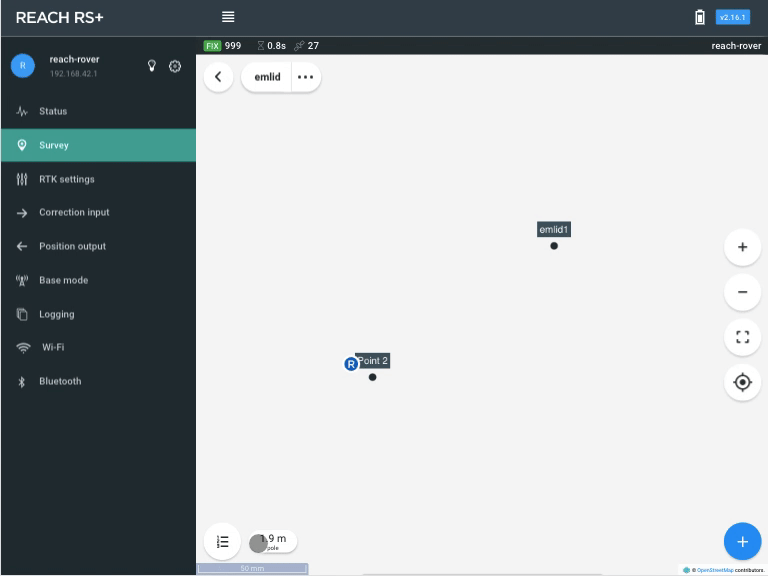 REACH RS+
v2.16.1
FIX 999 0.8s 27 reach-rover
R reach-rover
192.168.42.1
emlid
Status
Survey
RTK settings
Correction input
Position output
Base mode
Logging
Wi-Fi
Bluetooth
emlid1
R Point 2
1.9 m
pole
50 mm
© OpenStreetMap contributors.